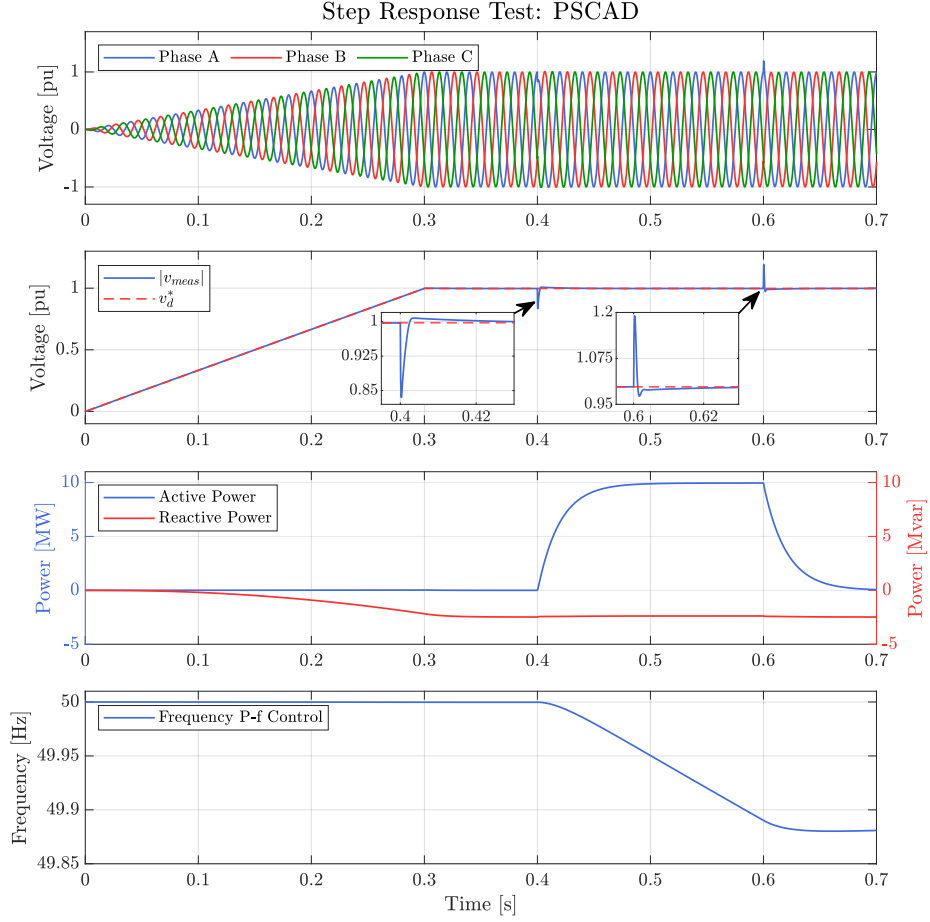 Step Response Test: PSCAD
Voltage [pu]
Phase A Phase B Phase C
1
0
-1
0 0.1 0.2 0.3 0.4 0.5 0.6 0.7
Voltage [pu]
|v_meas|
v_d^*
1
0.5
0
1
0.925
0.85
0.4 0.42
1.2
1.075
0.95
0.6 0.62
0 0.1 0.2 0.3 0.4 0.5 0.6 0.7
Power [MW]
Active Power
Reactive Power
10
5
0
-5
10
5
0
-5
Power [Mvar]
0 0.1 0.2 0.3 0.4 0.5 0.6 0.7
Frequency [Hz]
Frequency P-f Control
50
49.95
49.9
49.85
0 0.1 0.2 0.3 0.4 0.5 0.6 0.7
Time [s]